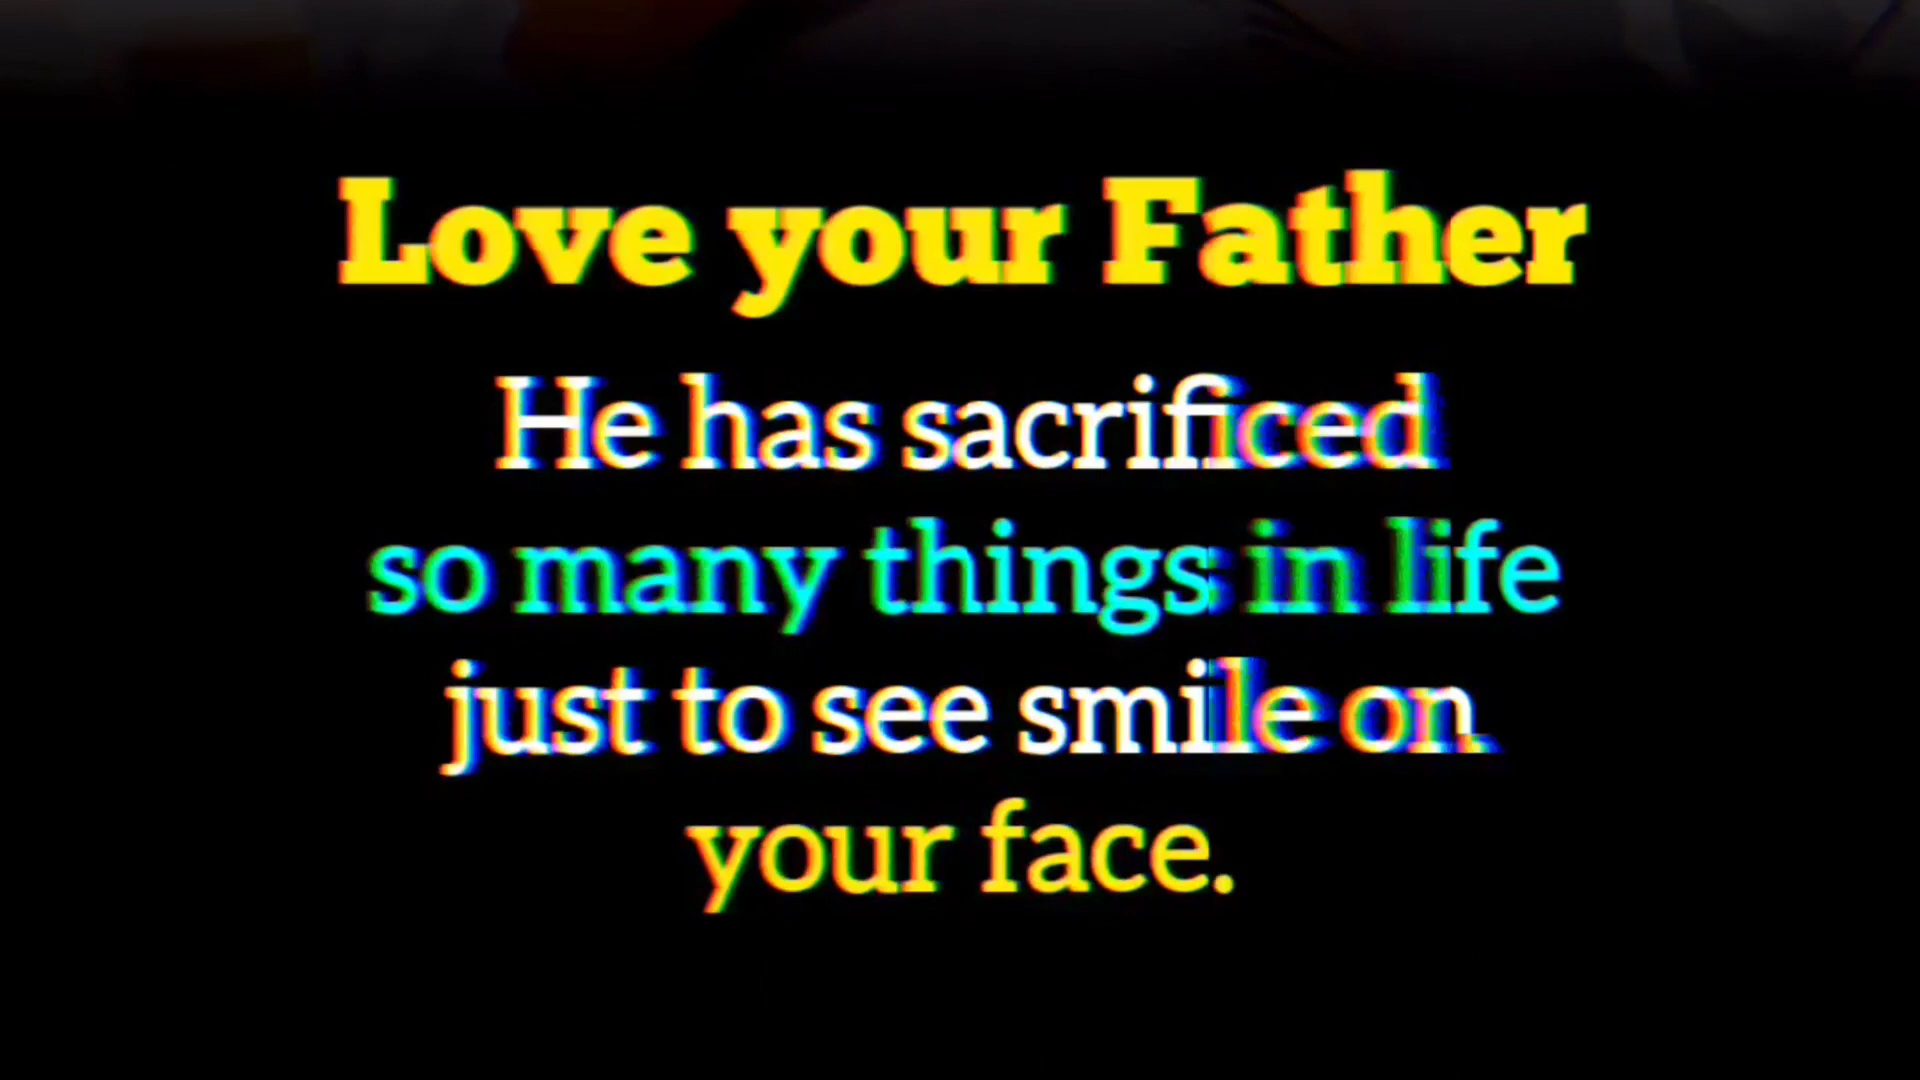 Love your Father
He has sacrificed
so many things in life
just to see smile on
your face.